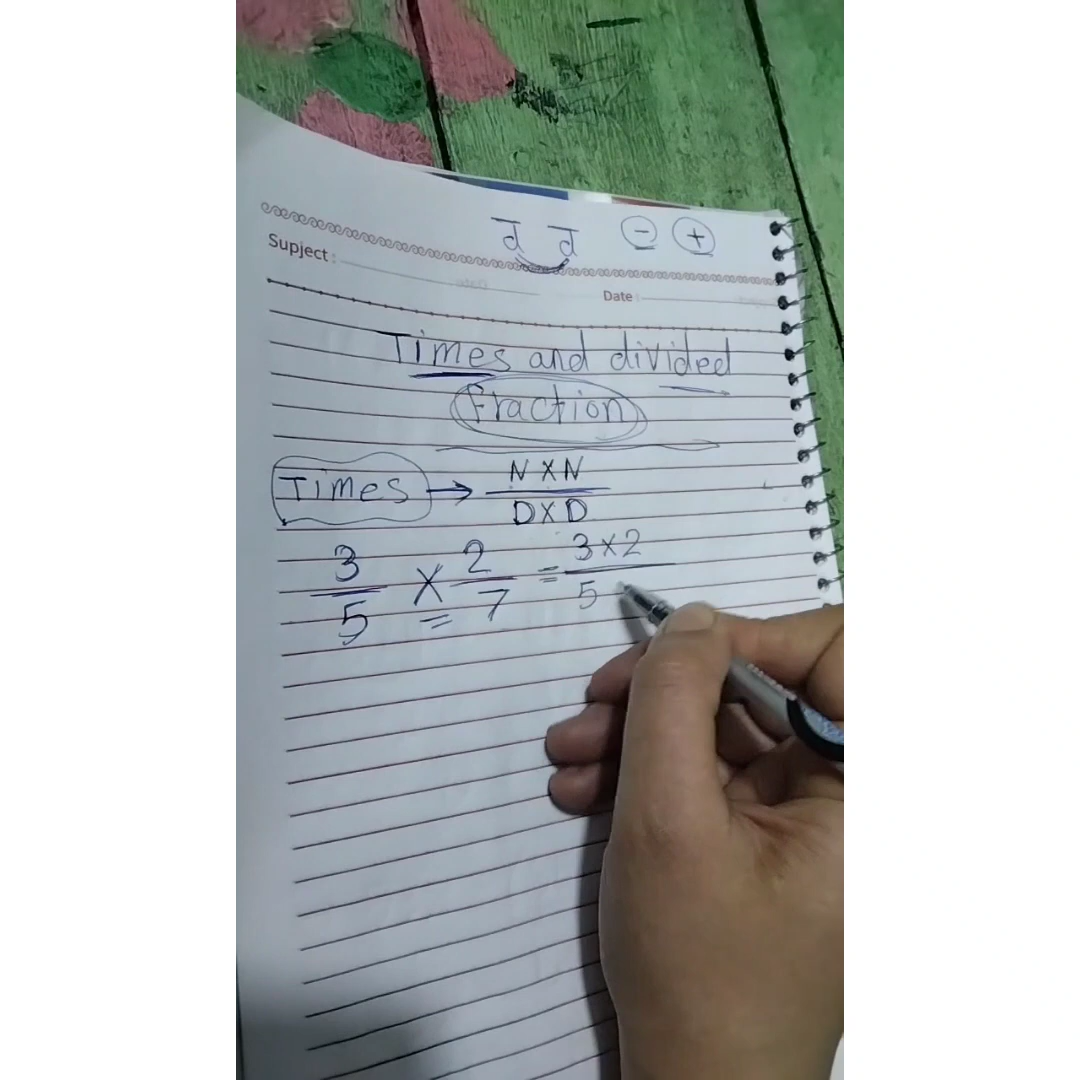 d d - +
Supject :
Date :
Times and divided
fraction
Times → N X N / D X D
3/5 X 2/7 = 3 x 2 / 5